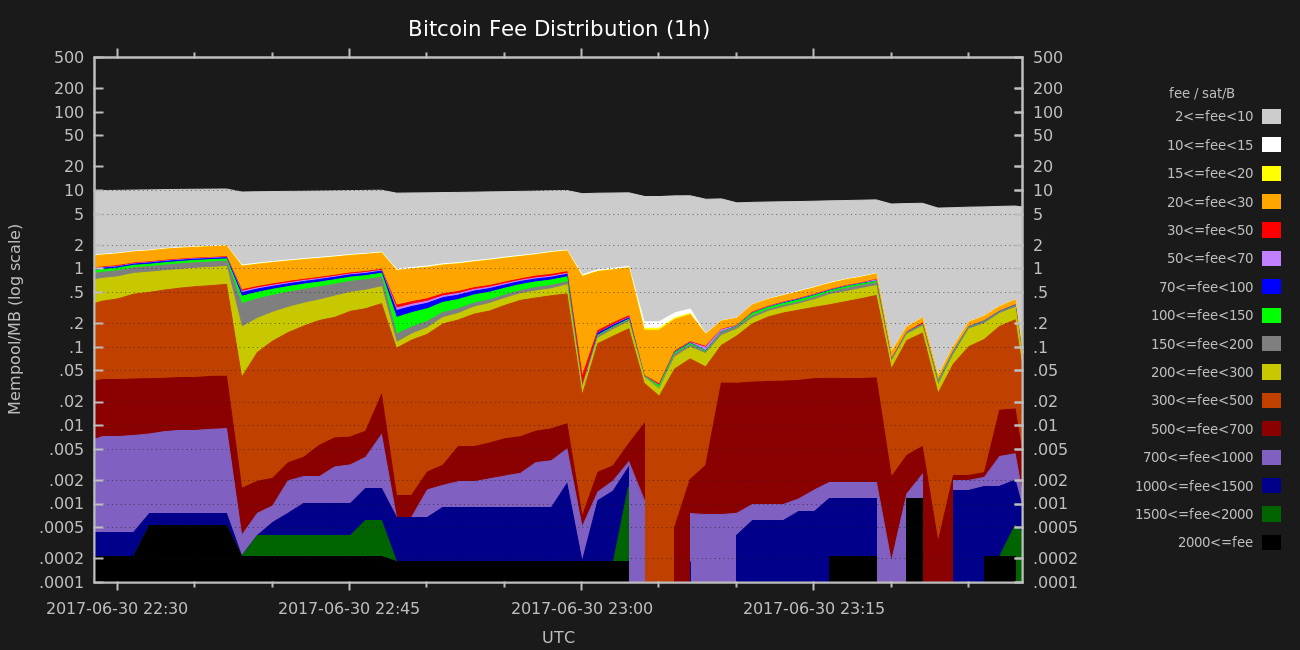 Bitcoin Fee Distribution (1h)
500 500
200 200
100 100
50 50
20 20
10 10
5 5
2 2
1 1
.5 .5
.2 .2
.1 .1
.05 .05
.02 .02
.01 .01
.005 .005
.002 .002
.001 .001
.0005 .0005
.0002 .0002
.0001 .0001
Mempool/MB (log scale)
2017-06-30 22:30 2017-06-30 22:45 2017-06-30 23:00 2017-06-30 23:15
UTC
fee / sat/B
2<=fee<10
10<=fee<15
15<=fee<20
20<=fee<30
30<=fee<50
50<=fee<70
70<=fee<100
100<=fee<150
150<=fee<200
200<=fee<300
300<=fee<500
500<=fee<700
700<=fee<1000
1000<=fee<1500
1500<=fee<2000
2000<=fee